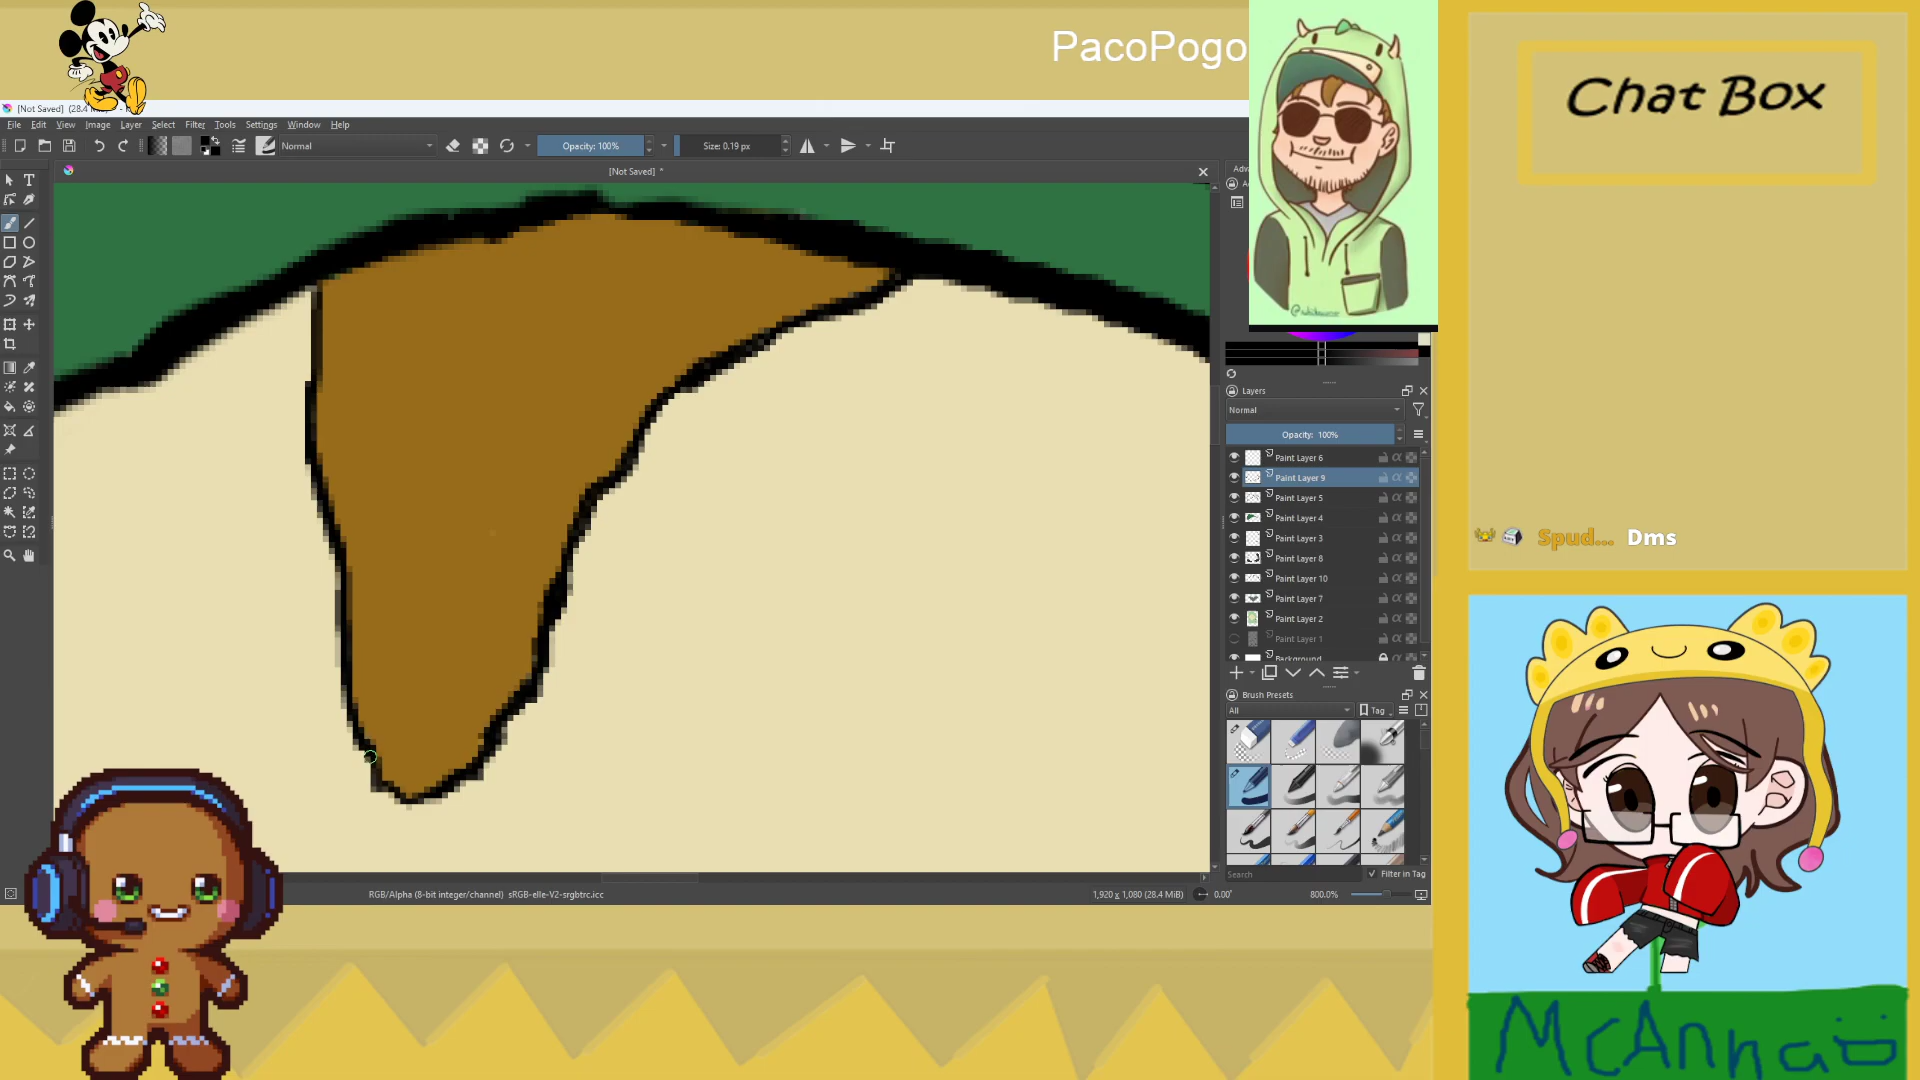 PacoPogo
Chat Box
[Not Saved] (28.4 M
File Edit View Image Layer Select Filter Tools Settings Window Help
Normal
Opacity: 100%
Size: 0.19 px
[Not Saved] *
Adva
@
Layers
Normal
Opacity: 100%
Paint Layer 6
Paint Layer 9
Paint Layer 5
Paint Layer 4
Paint Layer 3
Paint Layer 8
Paint Layer 10
Paint Layer 7
Paint Layer 2
Paint Layer 1
Background
Brush Presets
All
Tag
Search
Filter in Tag
RGB/Alpha (8-bit integer/channel) sRGB-elle-V2-srgbtrc.icc
1,920 x 1,080 (28.4 MiB)
0.00°
800.0%
Spud... Dms
McAnna